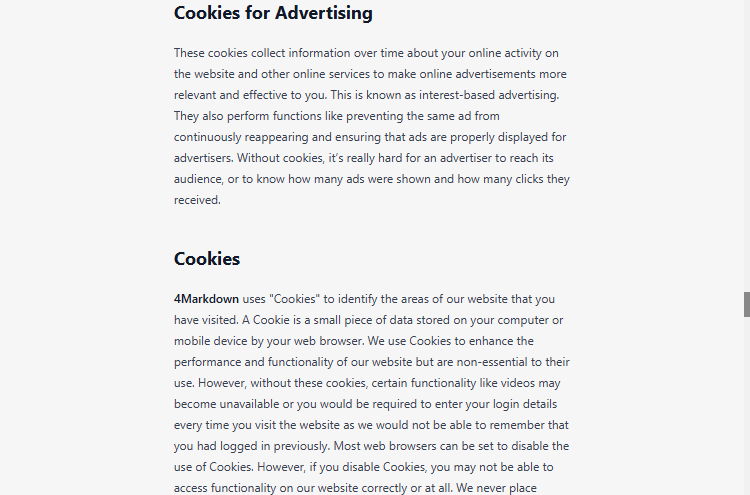 Cookies for Advertising
These cookies collect information over time about your online activity on
the website and other online services to make online advertisements more
relevant and effective to you. This is known as interest-based advertising.
They also perform functions like preventing the same ad from
continuously reappearing and ensuring that ads are properly displayed for
advertisers. Without cookies, it’s really hard for an advertiser to reach its
audience, or to know how many ads were shown and how many clicks they
received.
Cookies
4Markdown uses "Cookies" to identify the areas of our website that you
have visited. A Cookie is a small piece of data stored on your computer or
mobile device by your web browser. We use Cookies to enhance the
performance and functionality of our website but are non-essential to their
use. However, without these cookies, certain functionality like videos may
become unavailable or you would be required to enter your login details
every time you visit the website as we would not be able to remember that
you had logged in previously. Most web browsers can be set to disable the
use of Cookies. However, if you disable Cookies, you may not be able to
access functionality on our website correctly or at all. We never place